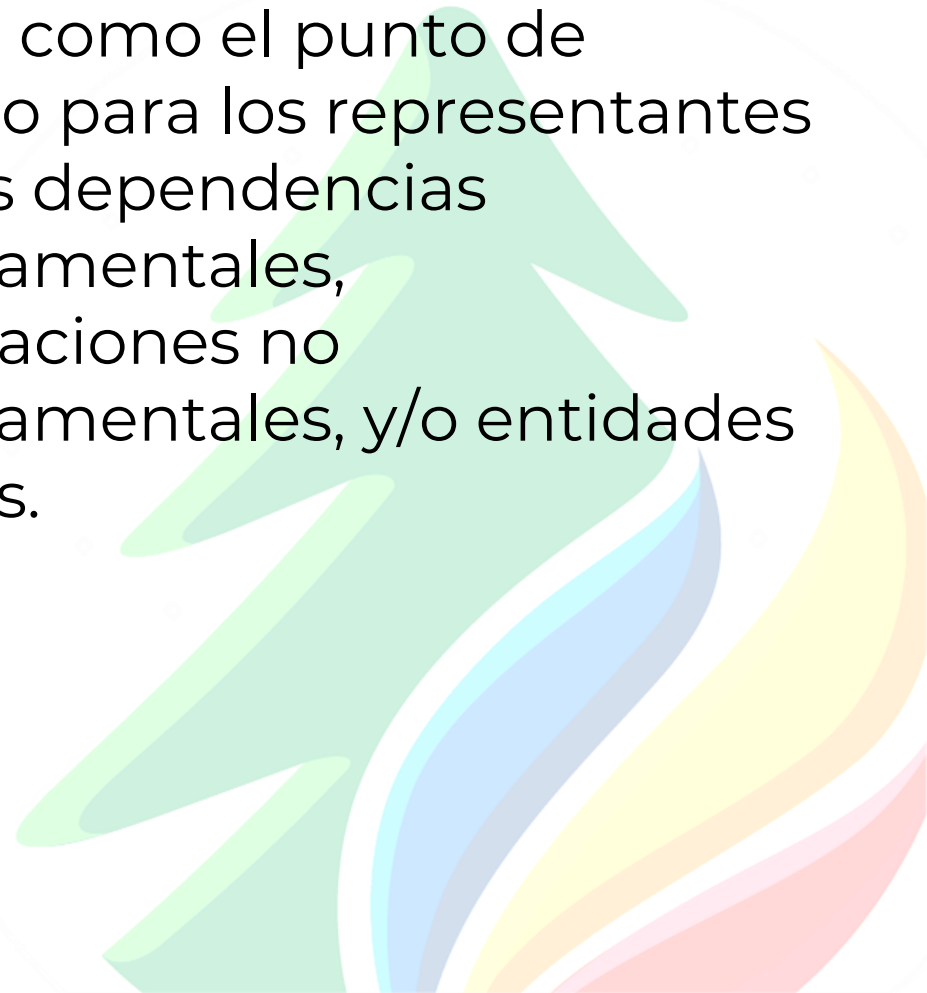 como el punto de
o para los representantes
s dependencias
amentales,
aciones no
amentales, y/o entidades
s.